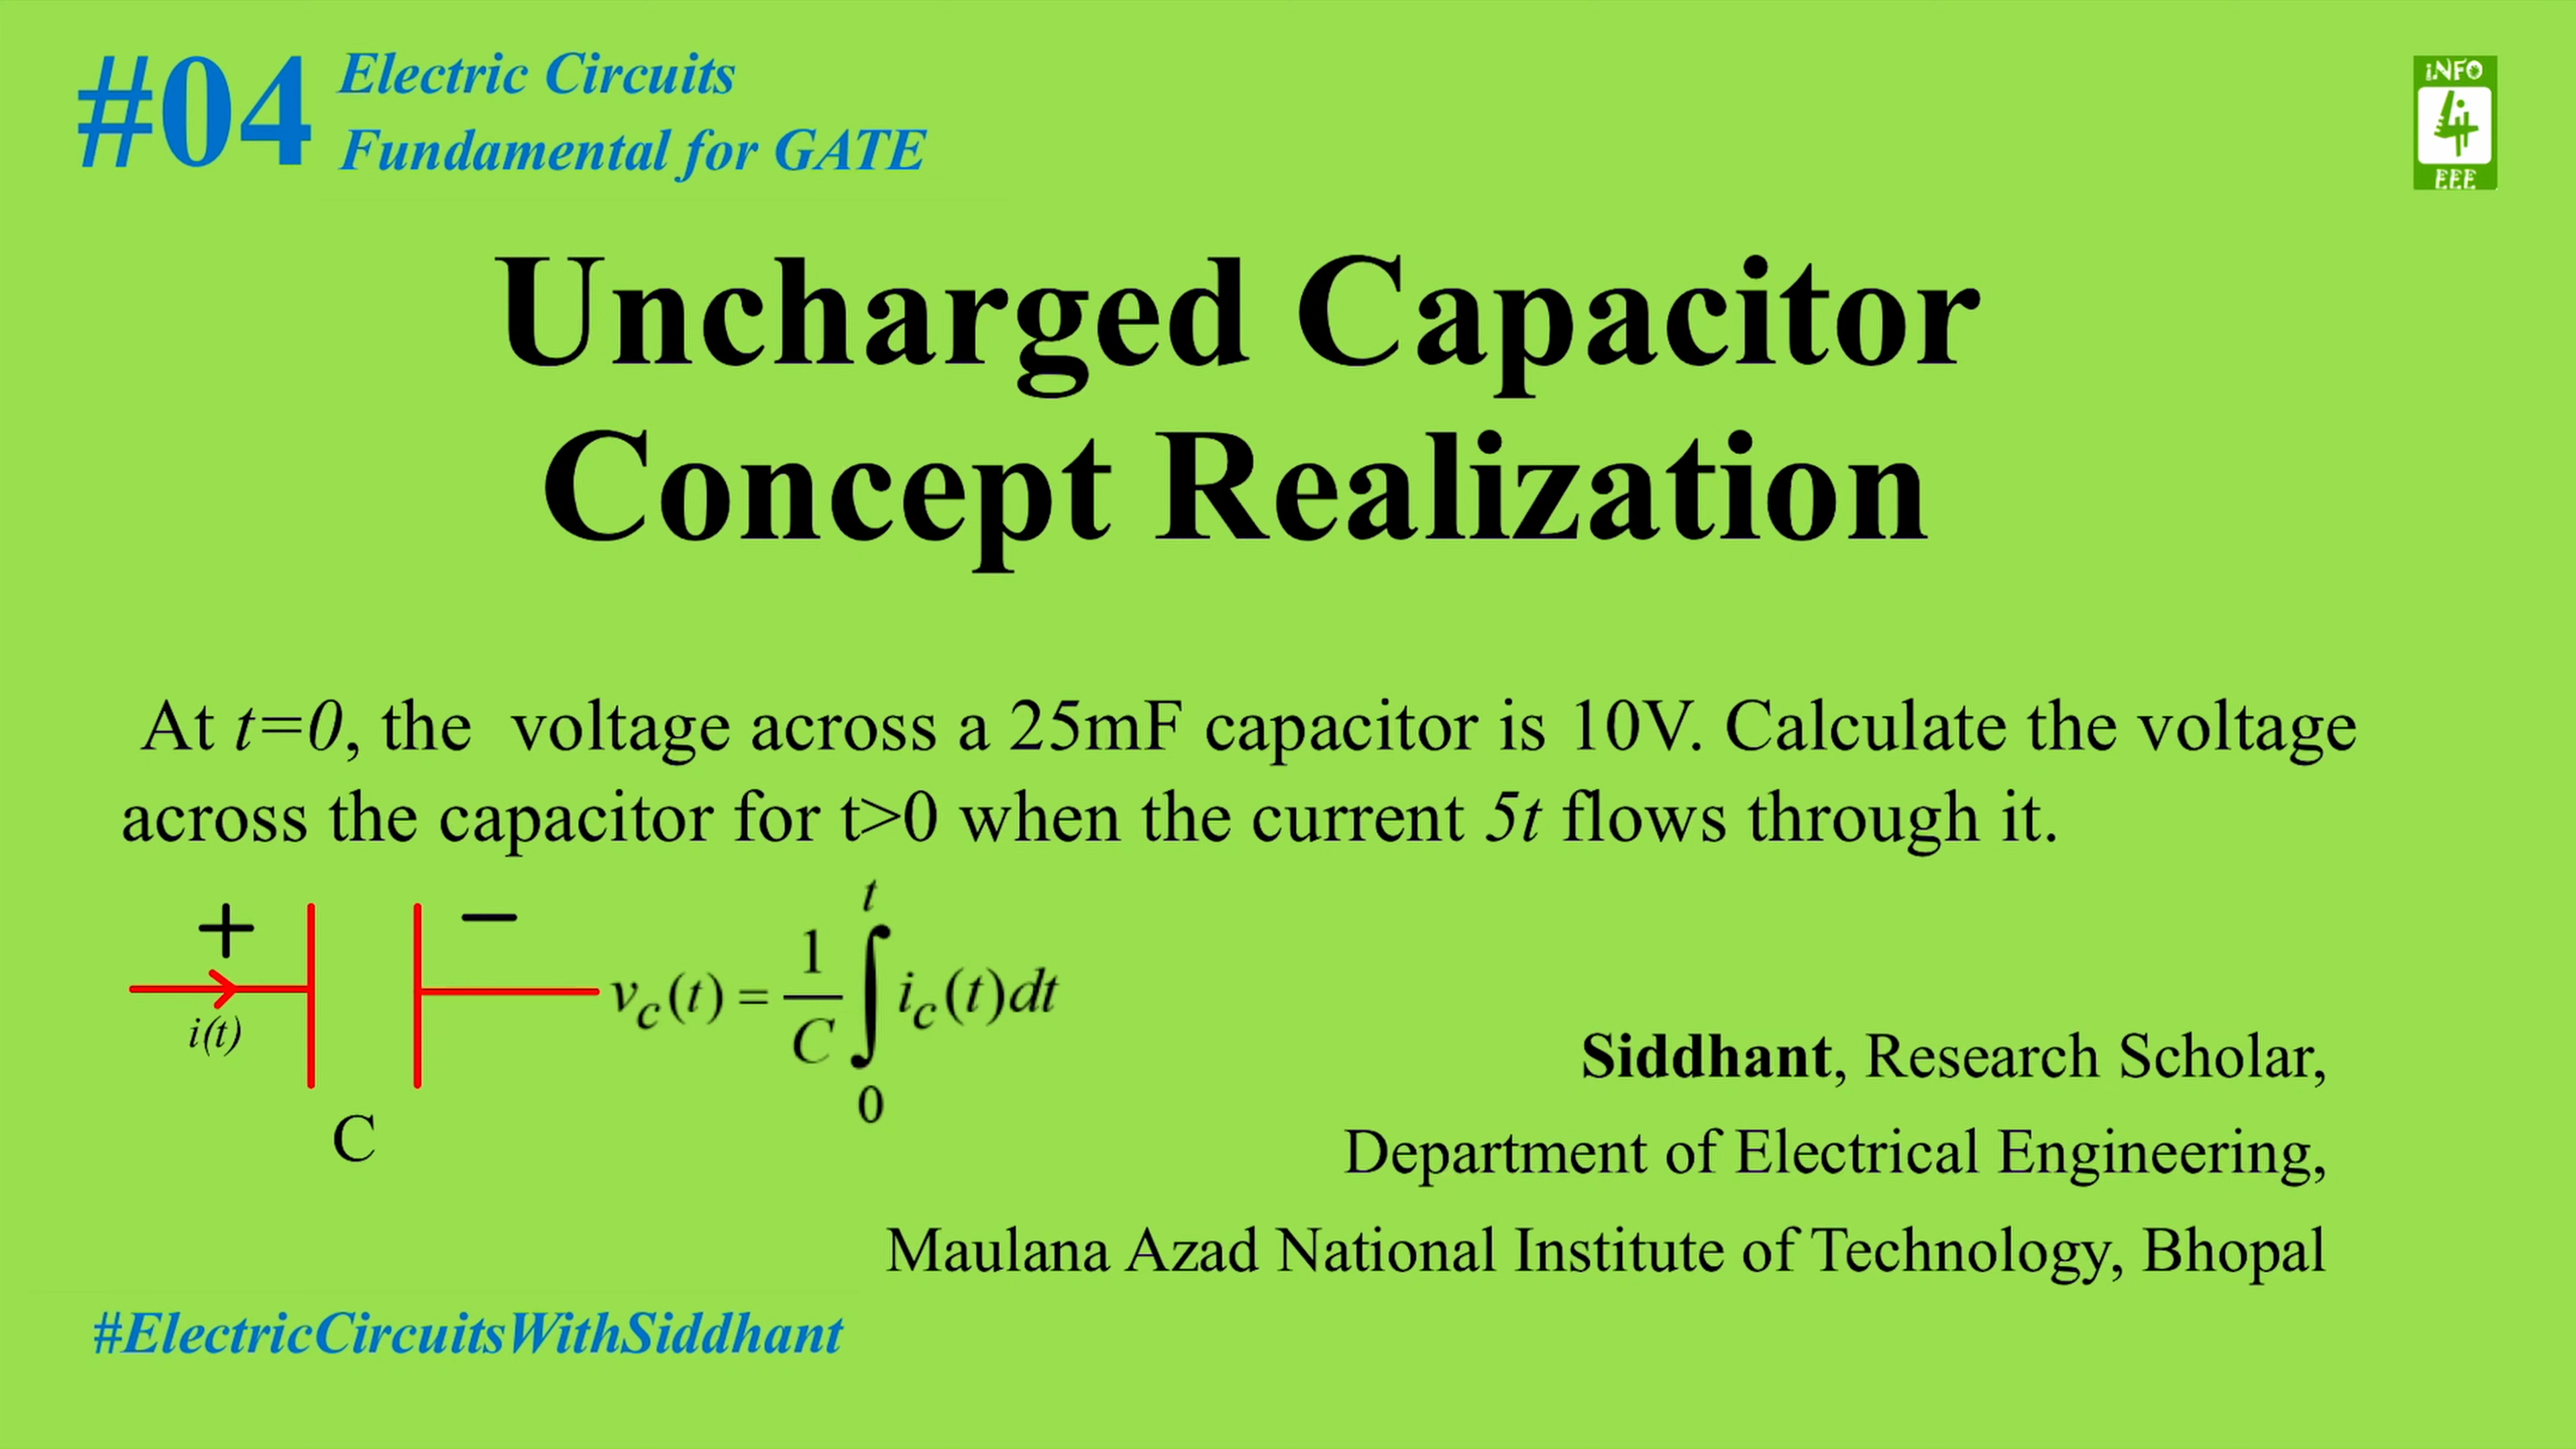 #04
Electric Circuits
Fundamental for GATE
iNFO
4
EEE
Uncharged Capacitor
Concept Realization
At t=0, the voltage across a 25mF capacitor is 10V. Calculate the voltage
across the capacitor for t>0 when the current 5t flows through it.
+ −
i(t)
C
v_c(t) = 1/C ∫_0^t i_c(t)dt
Siddhant, Research Scholar,
Department of Electrical Engineering,
Maulana Azad National Institute of Technology, Bhopal
#ElectricCircuitsWithSiddhant